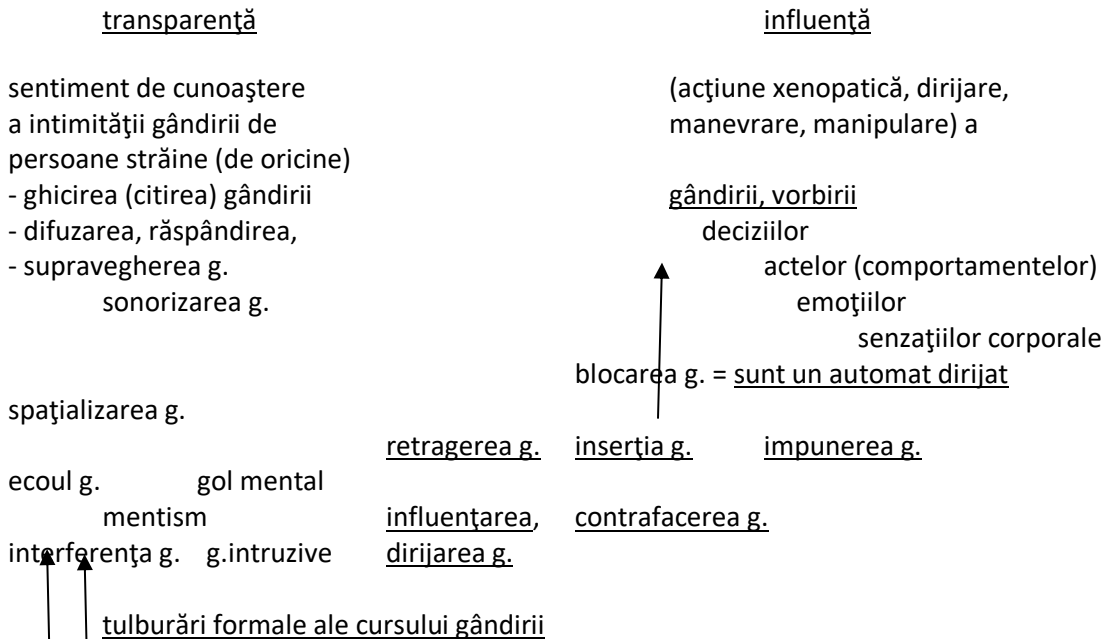 transparenţă influenţă
sentiment de cunoaştere (acţiune xenopatică, dirijare,
a intimităţii gândirii de manevrare, manipulare) a
persoane străine (de oricine)
- ghicirea (citirea) gândirii gândirii, vorbirii
- difuzarea, răspândirea, deciziilor
- supravegherea g. actelor (comportamentelor)
sonorizarea g. emoţiilor
senzaţiilor corporale
blocarea g. = sunt un automat dirijat
spaţializarea g.
retragerea g. inserţia g. impunerea g.
ecoul g. gol mental
mentism influenţarea, contrafacerea g.
interferenţa g. g.intruzive dirijarea g.
tulburări formale ale cursului gândirii